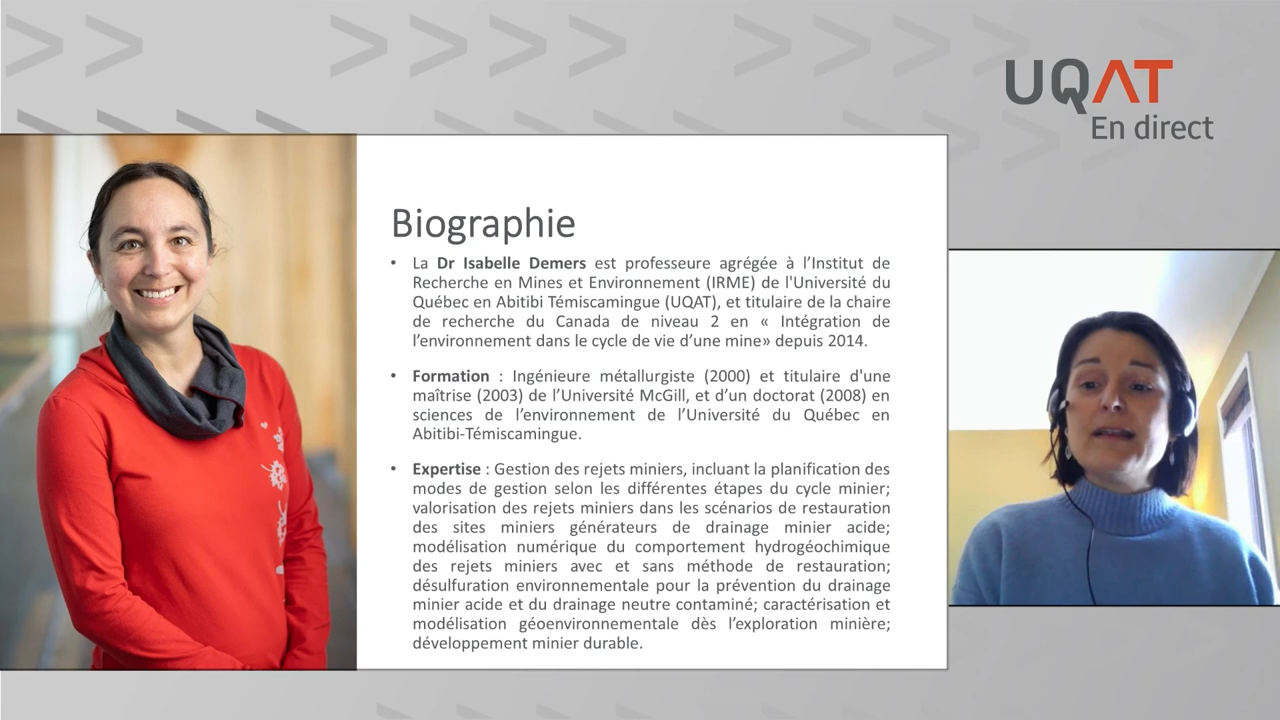 UQAT
En direct
Biographie
• La Dr Isabelle Demers est professeure agrégée à l’Institut de
Recherche en Mines et Environnement (IRME) de l'Université du
Québec en Abitibi Témiscamingue (UQAT), et titulaire de la chaire
de recherche du Canada de niveau 2 en « Intégration de
l’environnement dans le cycle de vie d’une mine» depuis 2014.
• Formation : Ingénieure métallurgiste (2000) et titulaire d'une
maîtrise (2003) de l’Université McGill, et d’un doctorat (2008) en
sciences de l’environnement de l’Université du Québec en
Abitibi-Témiscamingue.
• Expertise : Gestion des rejets miniers, incluant la planification des
modes de gestion selon les différentes étapes du cycle minier;
valorisation des rejets miniers dans les scénarios de restauration
des sites miniers générateurs de drainage minier acide;
modélisation numérique du comportement hydrogéochimique
des rejets miniers avec et sans méthode de restauration;
désulfuration environnementale pour la prévention du drainage
minier acide et du drainage neutre contaminé; caractérisation et
modélisation géoenvironnementale dès l’exploration minière;
développement minier durable.